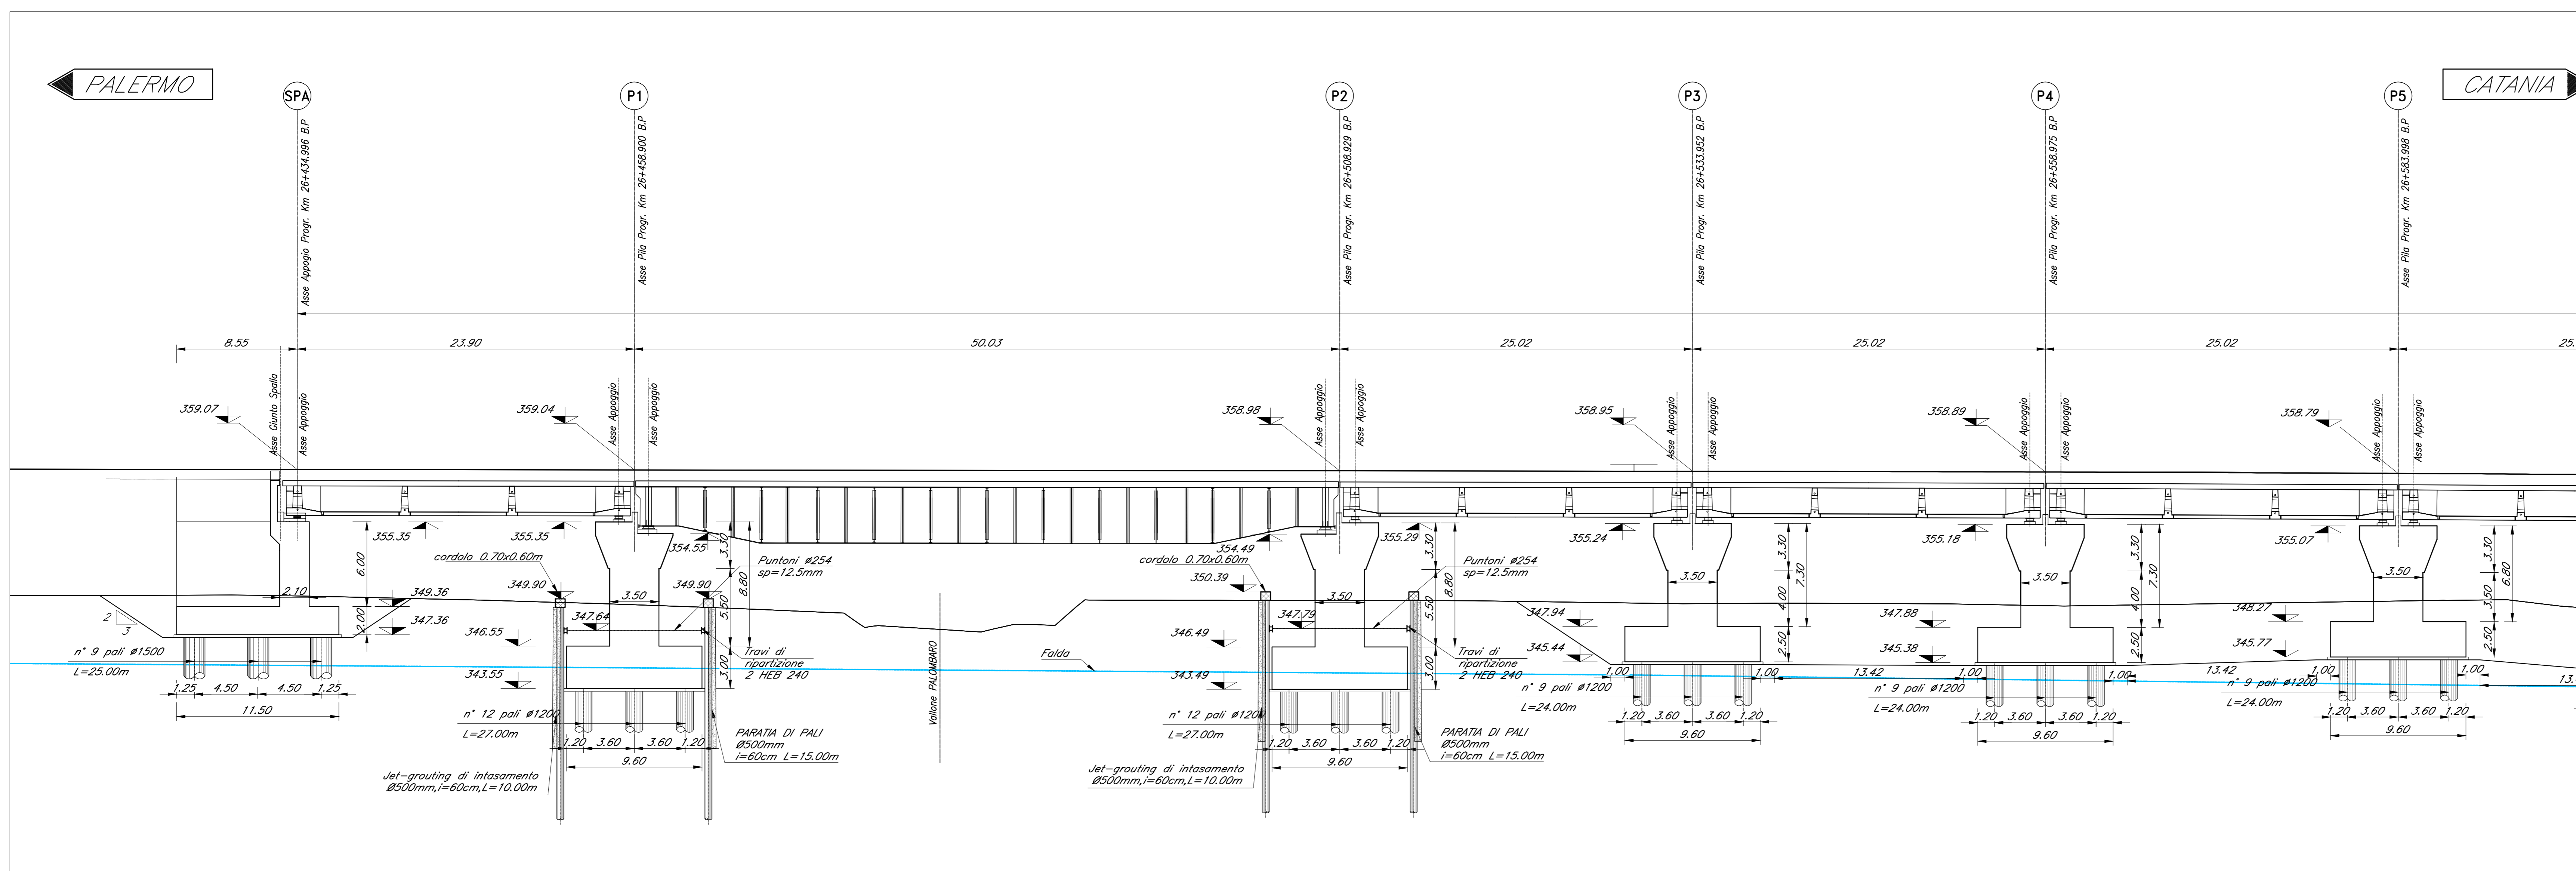 PALERMO
CATANIA
SPA
P1
P2
P3
P4
P5
Asse Appogio Progr. Km 26+434.996 B.P
Asse Pila Progr. Km 26+458.900 B.P
Asse Pila Progr. Km 26+508.929 B.P
Asse Pila Progr. Km 26+533.952 B.P
Asse Pila Progr. Km 26+558.975 B.P
Asse Pila Progr. Km 26+583.998 B.P
8.55
23.90
50.03
25.02
25.02
25.02
25.
Asse Giunto Spalla
Asse Appoggio
Asse Appoggio
Asse Appoggio
Asse Appoggio
Asse Appoggio
Asse Appoggio
Asse Appoggio
Asse Appoggio
Asse Appoggio
Asse Appoggio
Asse Appoggio
359.07
359.04
358.98
358.95
358.89
358.79
6.00
2.00
2.10
355.35
349.36
347.36
2
3
n° 9 pali ø1500
L=25.00m
1.25
4.50
4.50
1.25
11.50
355.35
354.55
cordolo 0.70x0.60m
349.90
349.90
347.64
3.50
3.30
5.50
8.80
3.00
Puntoni ø254
sp=12.5mm
346.55
343.55
Travi di
ripartizione
2 HEB 240
n° 12 pali ø1200
L=27.00m
1.20
3.60
3.60
1.20
9.60
PARATIA DI PALI
Ø500mm
i=60cm L=15.00m
Jet-grouting di intasamento
Ø500mm,i=60cm,L=10.00m
Vallone PALOMBARO
Falda
354.49
355.29
cordolo 0.70x0.60m
350.39
347.79
3.50
3.30
5.50
8.80
3.00
Puntoni ø254
sp=12.5mm
346.49
343.49
Travi di
ripartizione
2 HEB 240
n° 12 pali ø1200
L=27.00m
1.20
3.60
3.60
1.20
9.60
PARATIA DI PALI
Ø500mm
i=60cm L=15.00m
Jet-grouting di intasamento
Ø500mm,i=60cm,L=10.00m
355.24
3.50
3.30
4.00
7.30
2.50
347.94
345.44
1.00
1.00
13.42
n° 9 pali ø1200
L=24.00m
1.20
3.60
3.60
1.20
9.60
355.18
3.50
3.30
4.00
7.30
2.50
347.88
345.38
1.00
1.00
13.42
n° 9 pali ø1200
L=24.00m
1.20
3.60
3.60
1.20
9.60
355.07
3.50
3.30
3.50
6.80
2.50
348.27
345.77
1.00
1.00
13.
n° 9 pali ø1200
L=24.00m
1.20
3.60
3.60
1.20
9.60